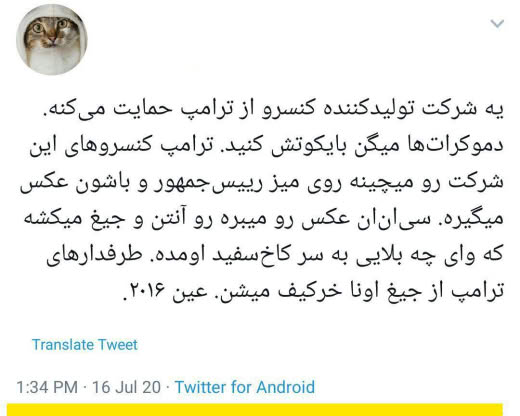 یه شرکت تولیدکننده کنسرو از ترامپ حمایت می‌کنه.
دموکرات‌ها میگن بایکوتش کنید. ترامپ کنسروهای این
شرکت رو میچینه روی میز رییس‌جمهور و باشون عکس
میگیره. سی‌ان‌ان عکس رو میبره رو آنتن و جیغ میکشه
که وای چه بلایی به سر کاخ‌سفید اومده. طرفدارهای
ترامپ از جیغ اونا خرکیف میشن. عین ۲۰۱۶.
Translate Tweet
1:34 PM · 16 Jul 20 · Twitter for Android